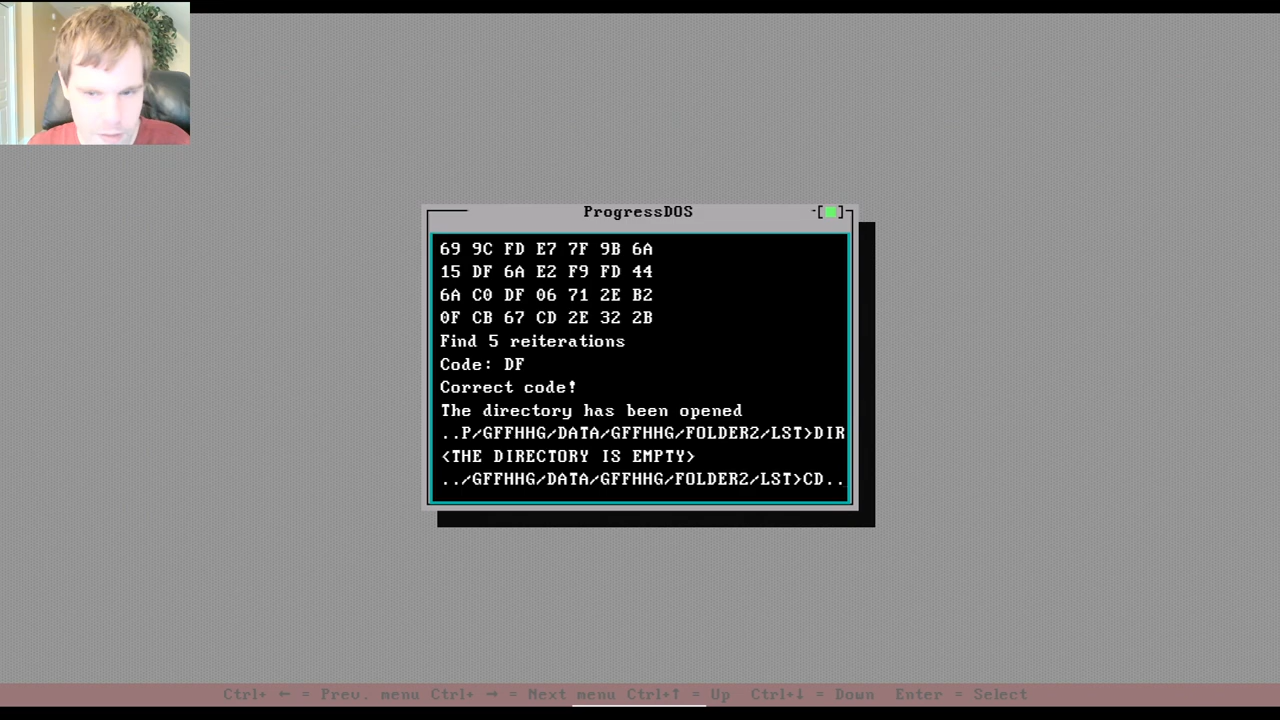 ProgressDOS
-[■]
69 9C FD E7 7F 9B 6A
15 DF 6A E2 F9 FD 44
6A C0 DF 06 71 2E B2
0F CB 67 CD 2E 32 2B
Find 5 reiterations
Code: DF
Correct code!
The directory has been opened
..P/GFFHHG/DATA/GFFHHG/FOLDER2/LST>DIR
<THE DIRECTORY IS EMPTY>
../GFFHHG/DATA/GFFHHG/FOLDER2/LST>CD..
Ctrl+ ← = Prev. menu Ctrl+ → = Next menu Ctrl+↑ = Up Ctrl+↓ = Down Enter = Select